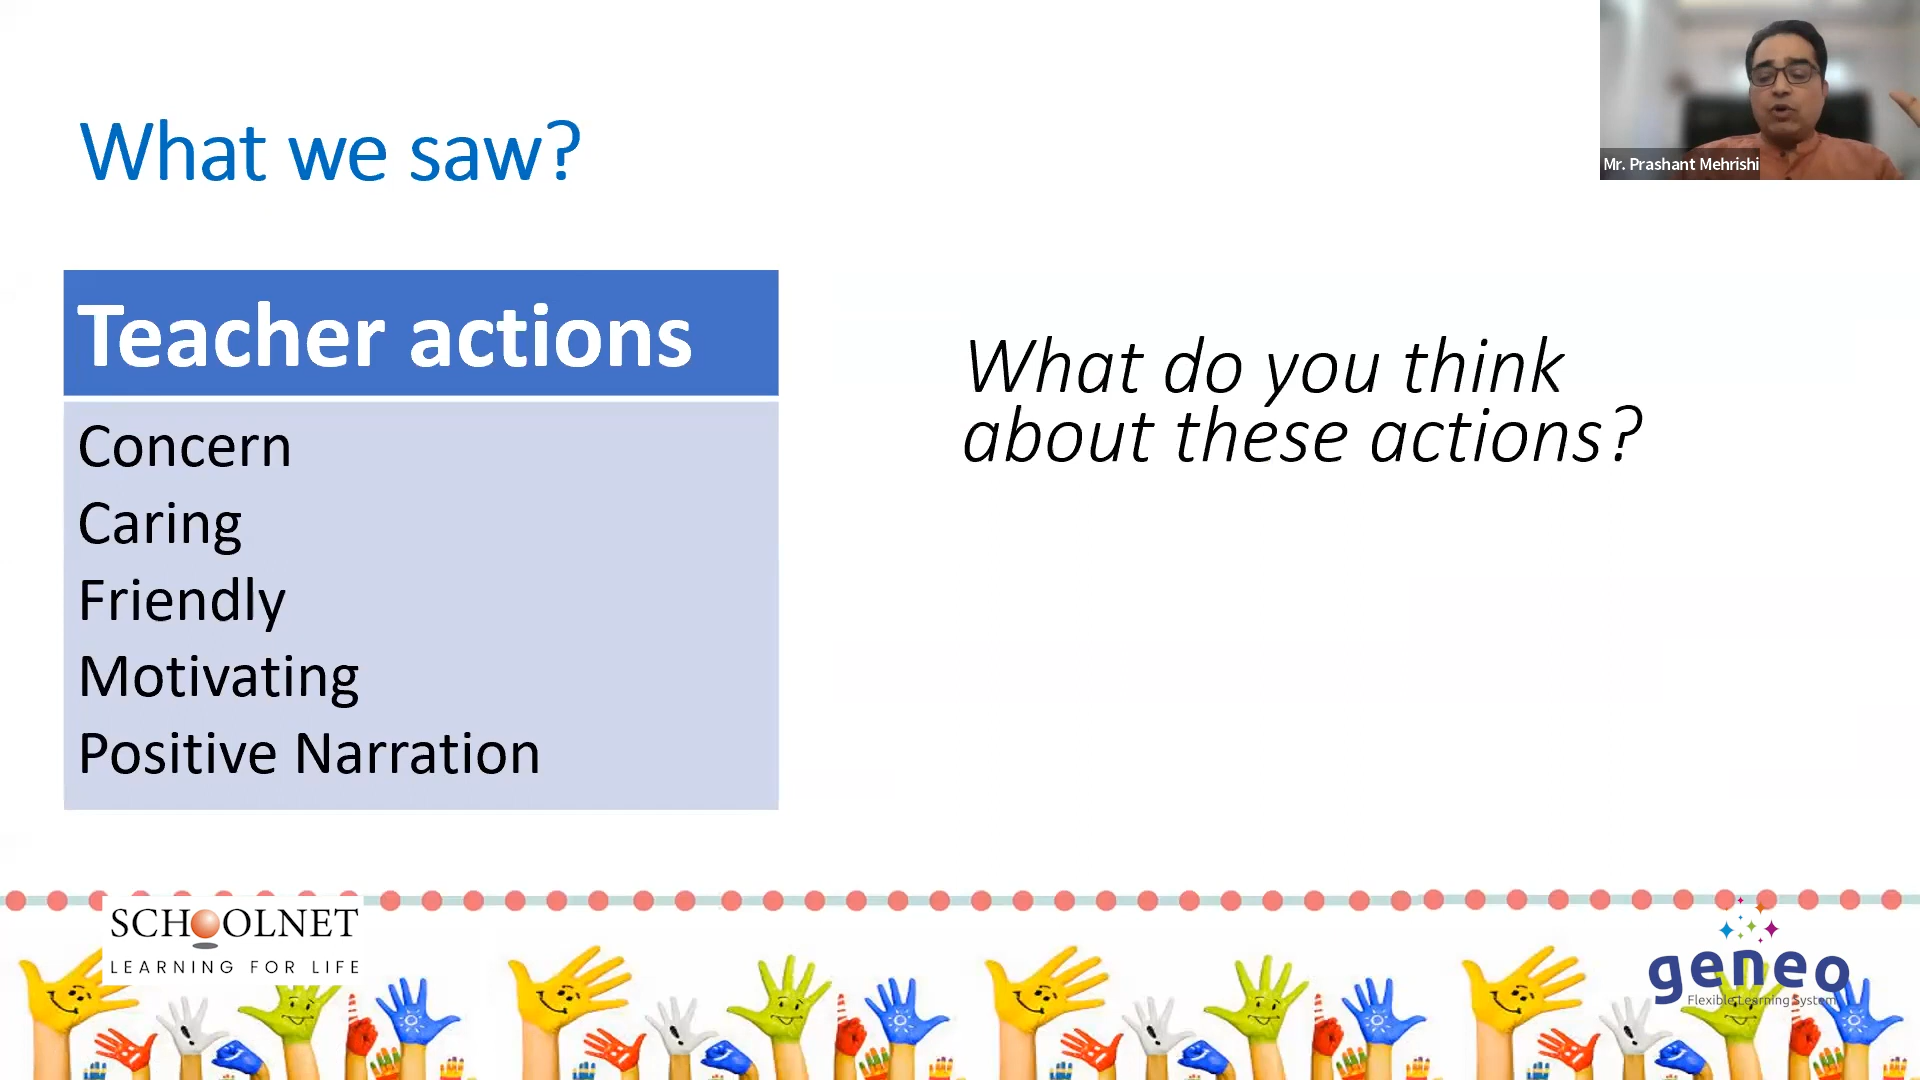 What we saw?
Mr. Prashant Mehrishi
Teacher actions
Concern
Caring
Friendly
Motivating
Positive Narration
What do you think
about these actions?
SCHOOLNET
LEARNING FOR LIFE
geneo
Flexible Learning System